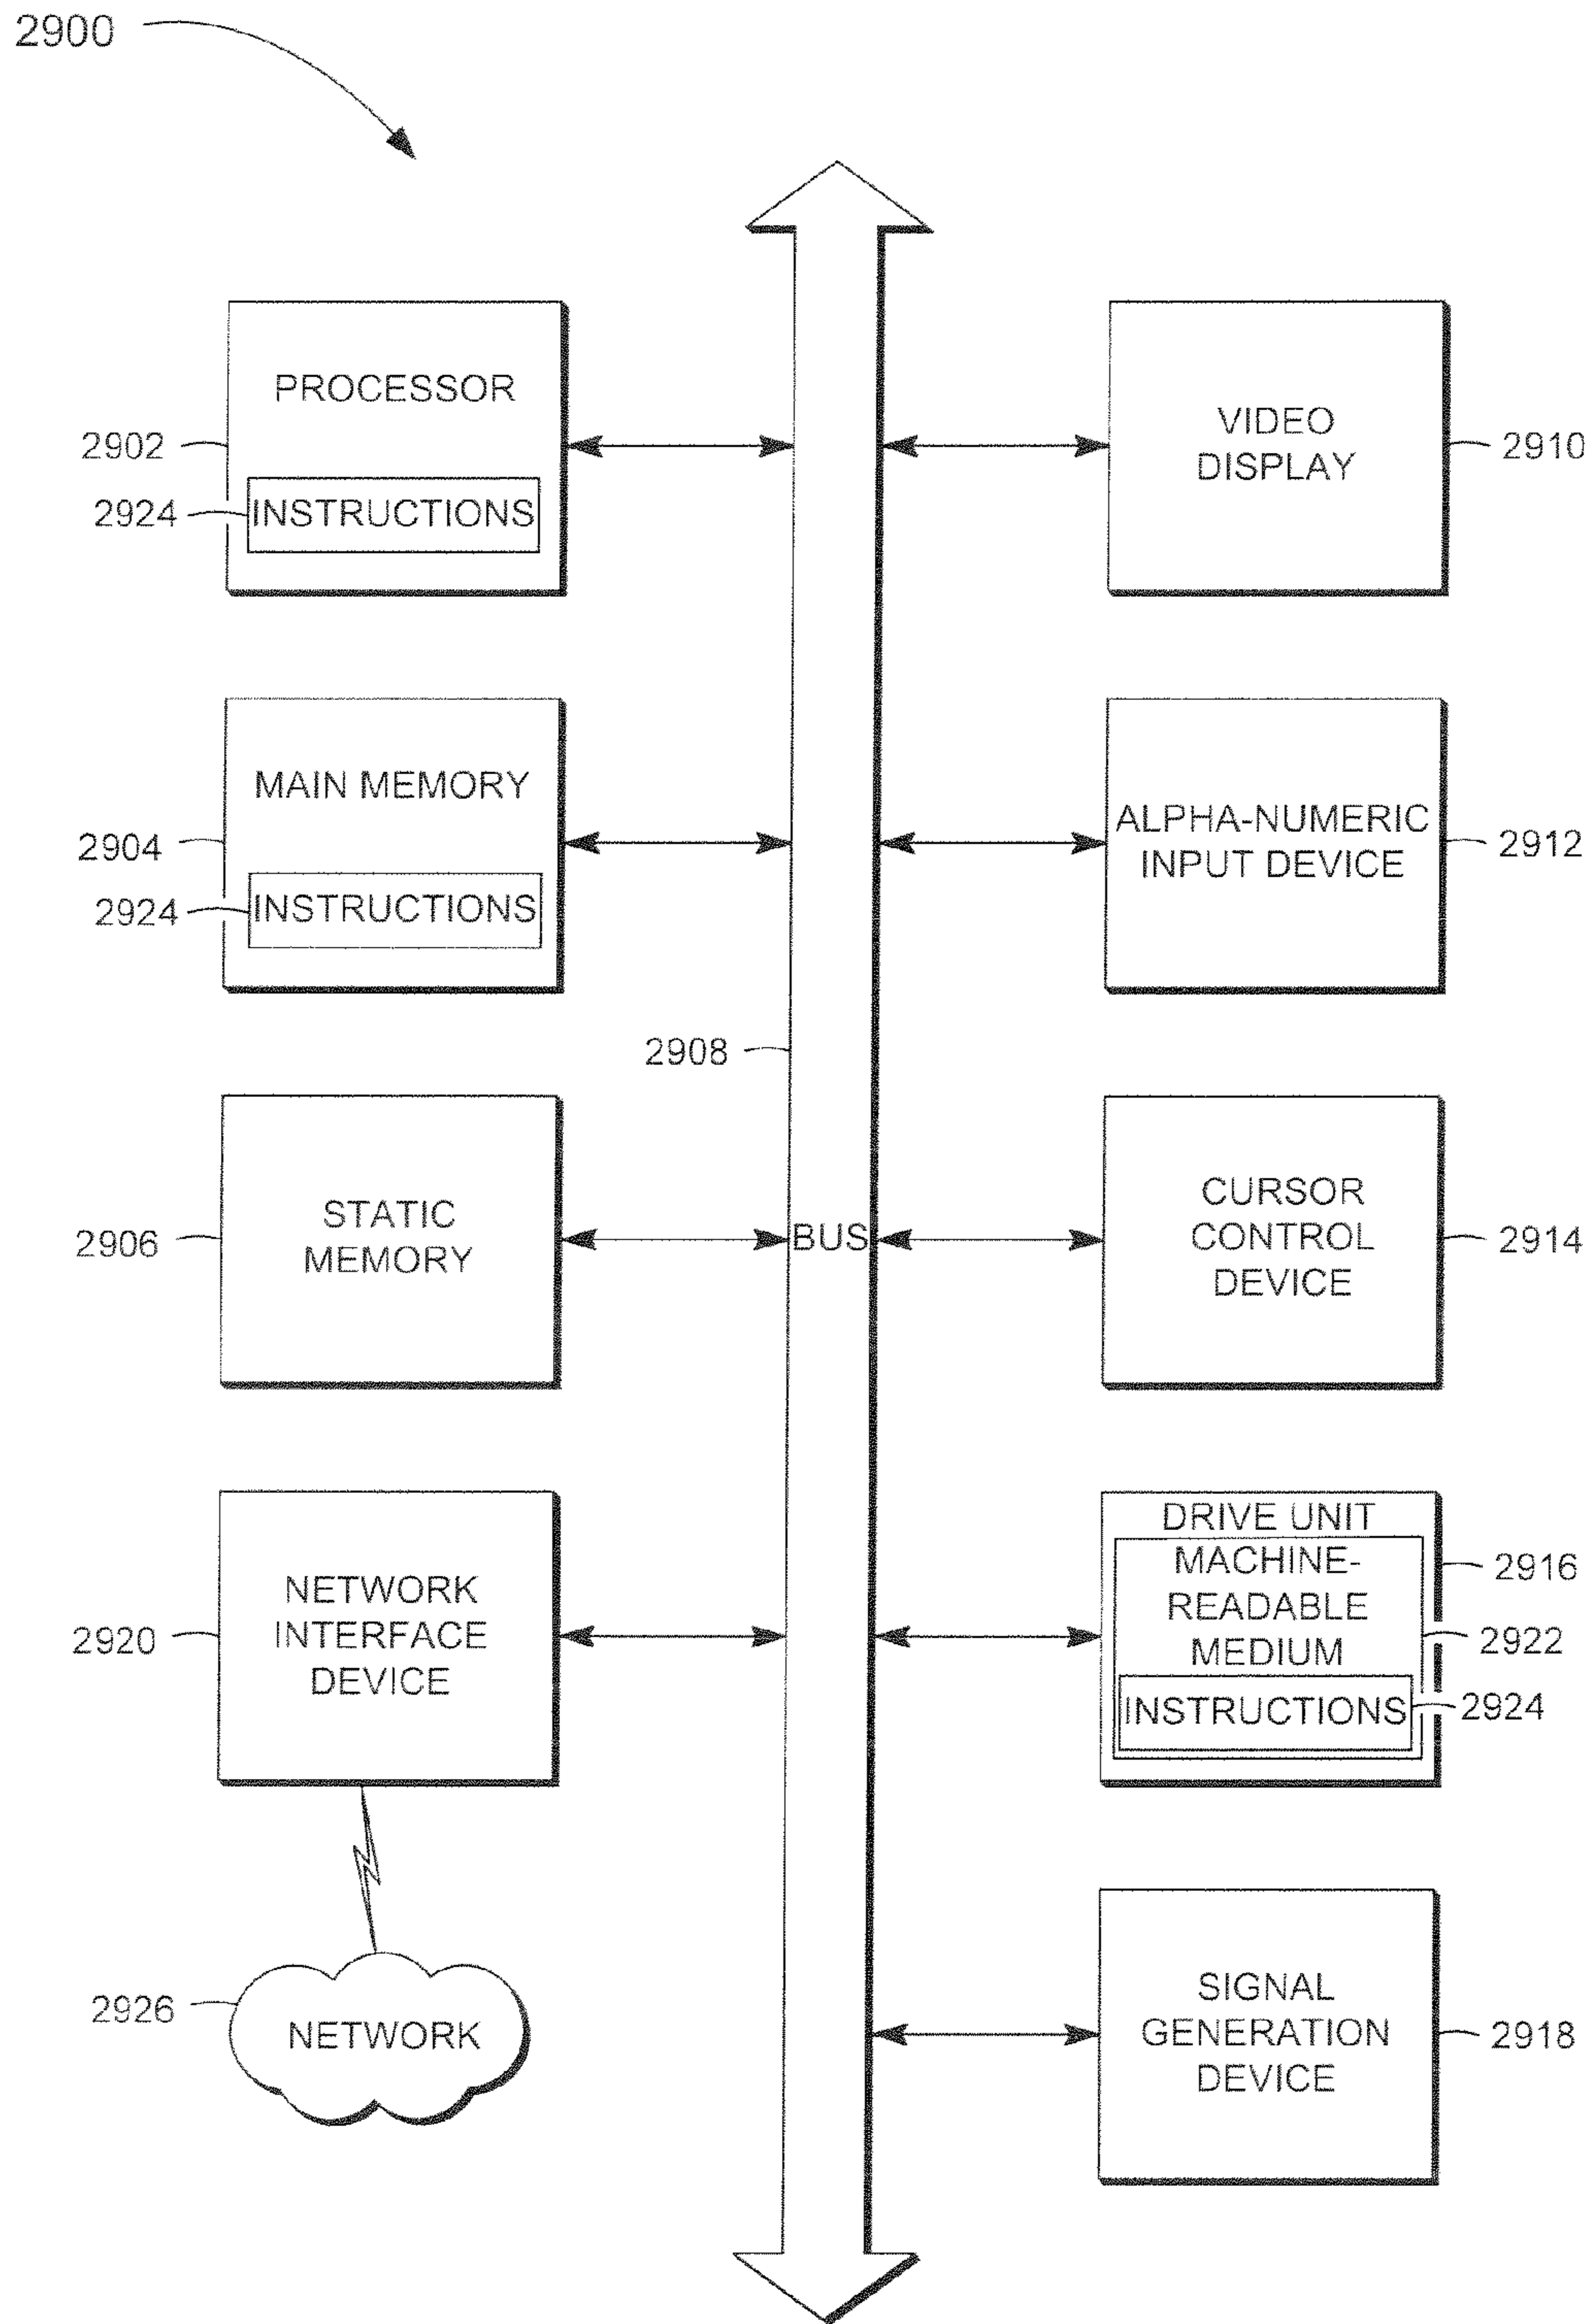 2900
PROCESSOR
2902
2924
INSTRUCTIONS
VIDEO
DISPLAY
2910
MAIN MEMORY
2904
2924
INSTRUCTIONS
ALPHA-NUMERIC
INPUT DEVICE
2912
2908
STATIC
MEMORY
2906
BUS
CURSOR
CONTROL
DEVICE
2914
NETWORK
INTERFACE
DEVICE
2920
DRIVE UNIT
MACHINE-
READABLE
MEDIUM
2916
2922
INSTRUCTIONS
2924
2926
NETWORK
SIGNAL
GENERATION
DEVICE
2918